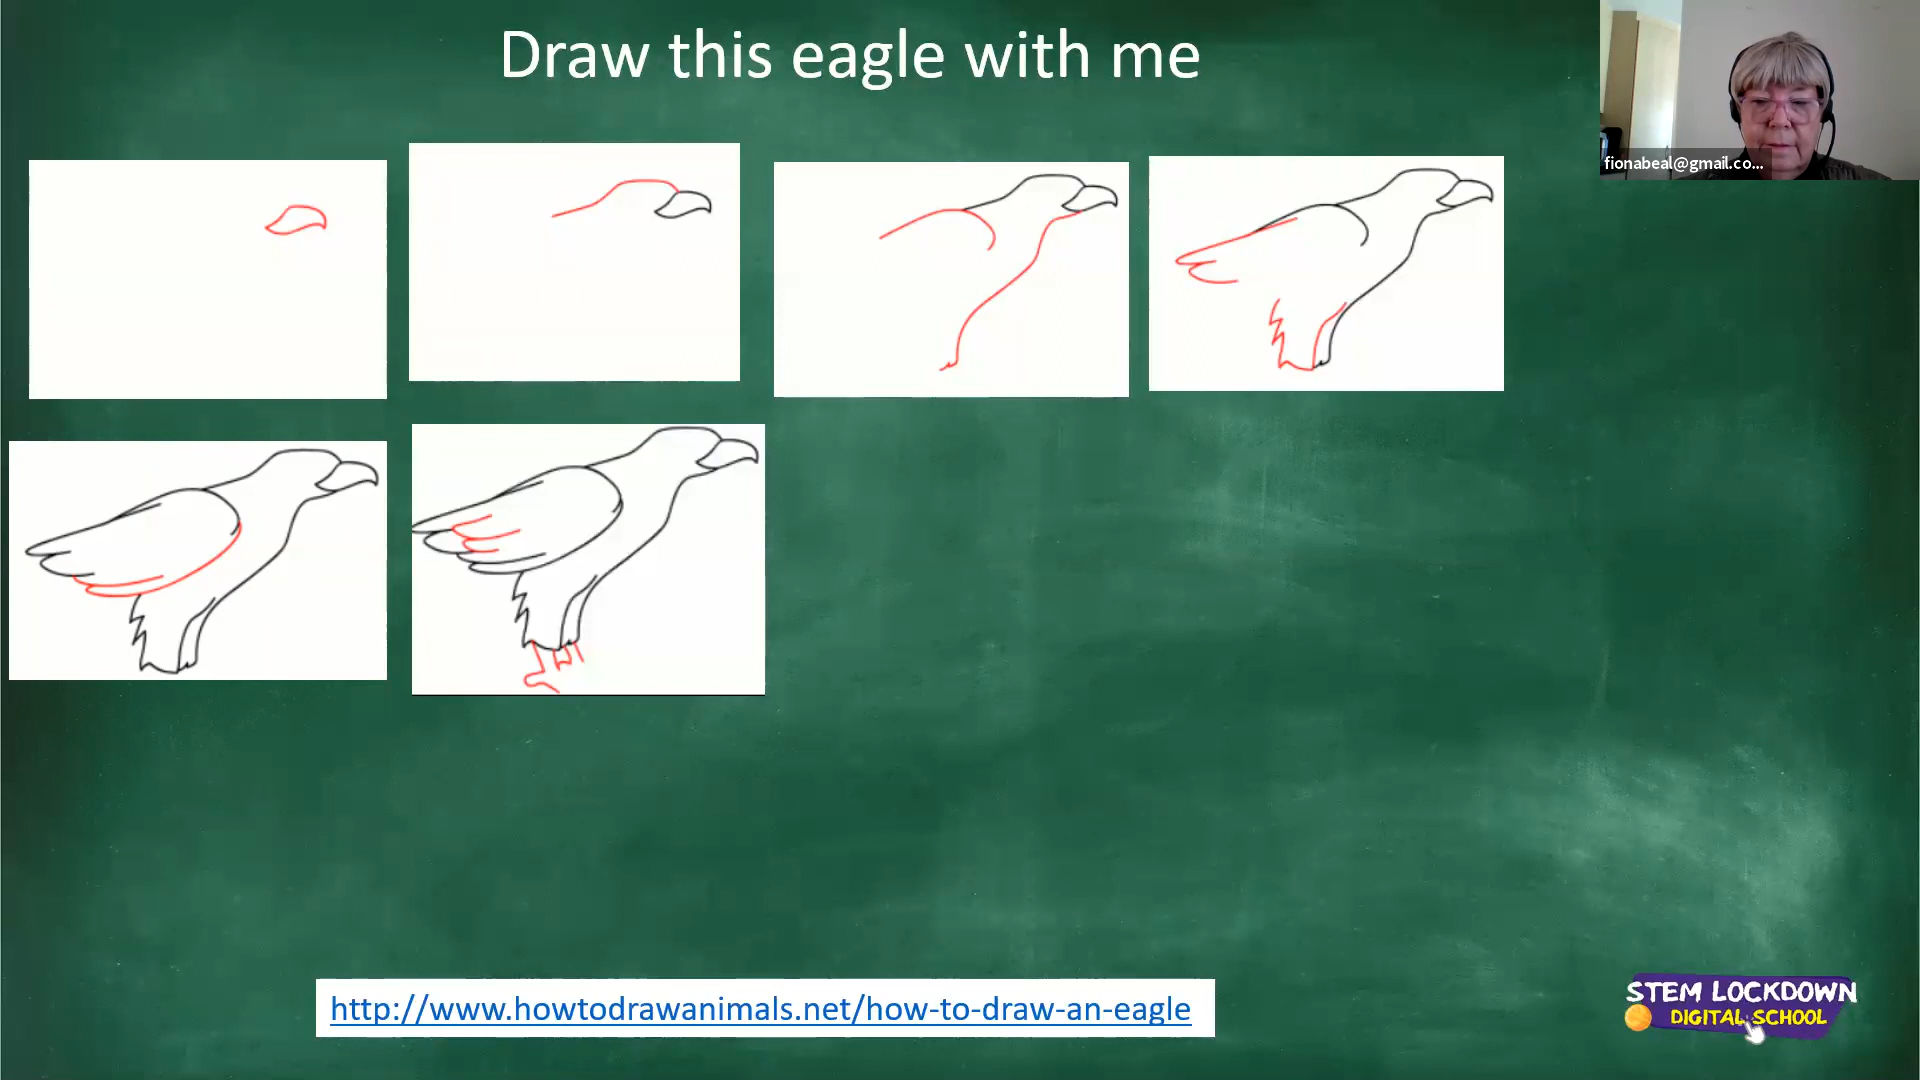 Draw this eagle with me
fionabeal@gmail.co...
http://www.howtodrawanimals.net/how-to-draw-an-eagle
STEM LOCKDOWN
DIGITAL SCHOOL